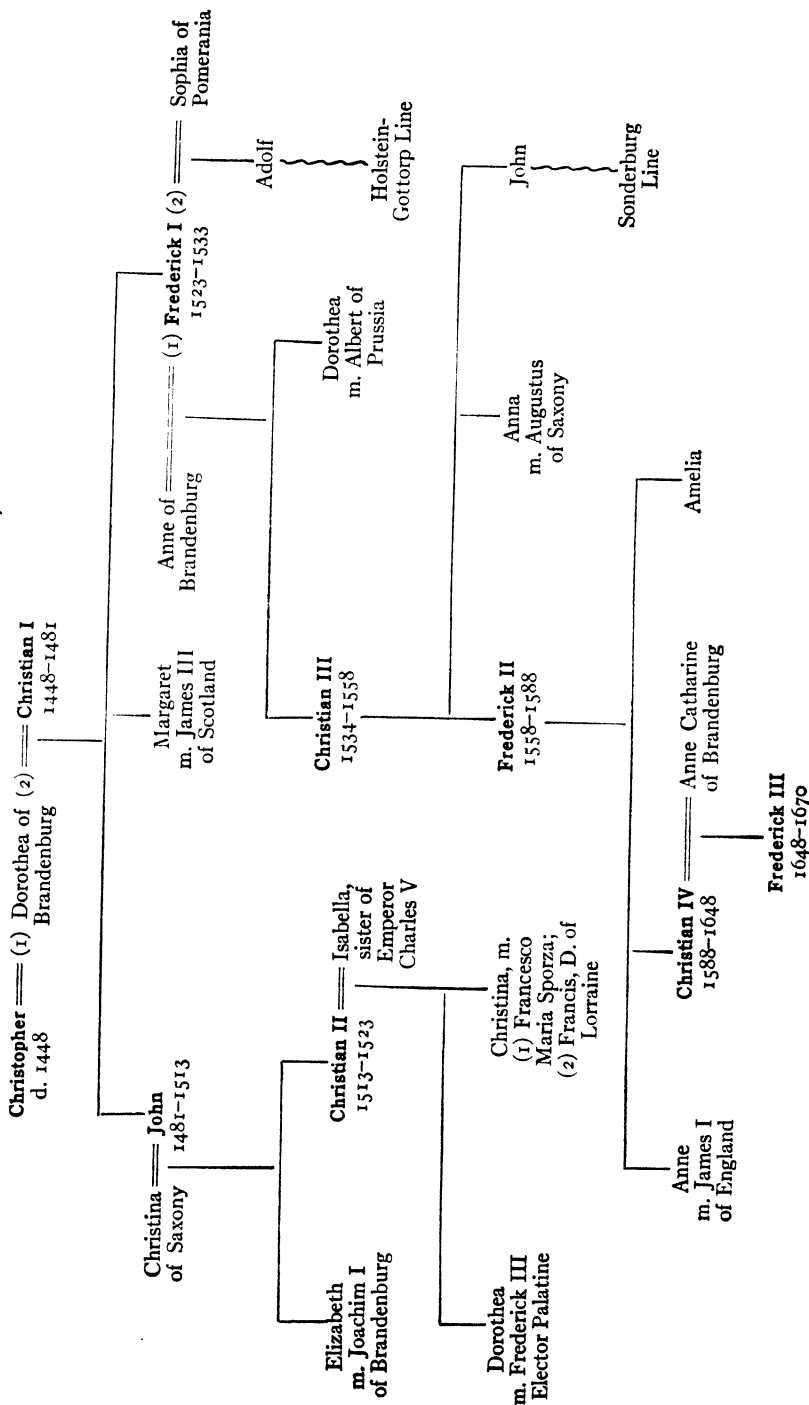 Christopher == (1) Dorothea of (2) == Christian I
d. 1448 Brandenburg 1448–1481
Christina == John
of Saxony 1481–1513
Margaret
m. James III
of Scotland
Anne of == (1) Frederick I (2) == Sophia of
Brandenburg 1523–1533 Pomerania
Elizabeth
m. Joachim I
of Brandenburg
Christian II == Isabella,
1513–1523 sister of
Emperor
Charles V
Christian III
1534–1558
Dorothea
m. Albert of
Prussia
Adolf
Holstein-
Gottorp Line
Dorothea
m. Frederick III
Elector Palatine
Christina, m.
(1) Francesco
Maria Sporza;
(2) Francis, D. of
Lorraine
Frederick II
1558–1588
Anna
m. Augustus
of Saxony
John
Sonderburg
Line
Anne
m. James I
of England
Christian IV == Anne Catharine
1588–1648 of Brandenburg
Amelia
Frederick III
1648–1670